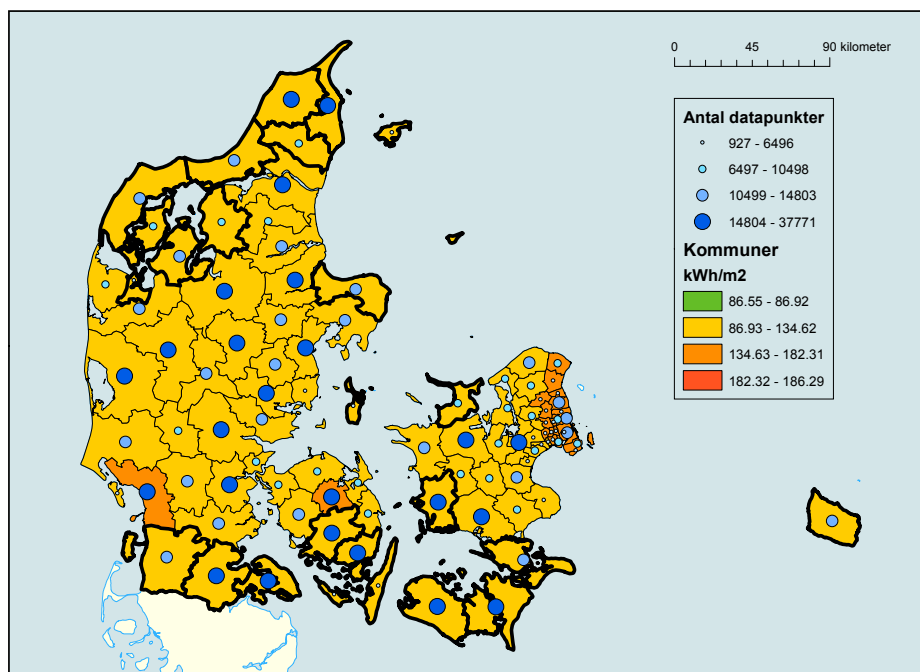 0 45 90 kilometer
Antal datapunkter
927 - 6496
6497 - 10498
10499 - 14803
14804 - 37771
Kommuner
kWh/m2
86.55 - 86.92
86.93 - 134.62
134.63 - 182.31
182.32 - 186.29